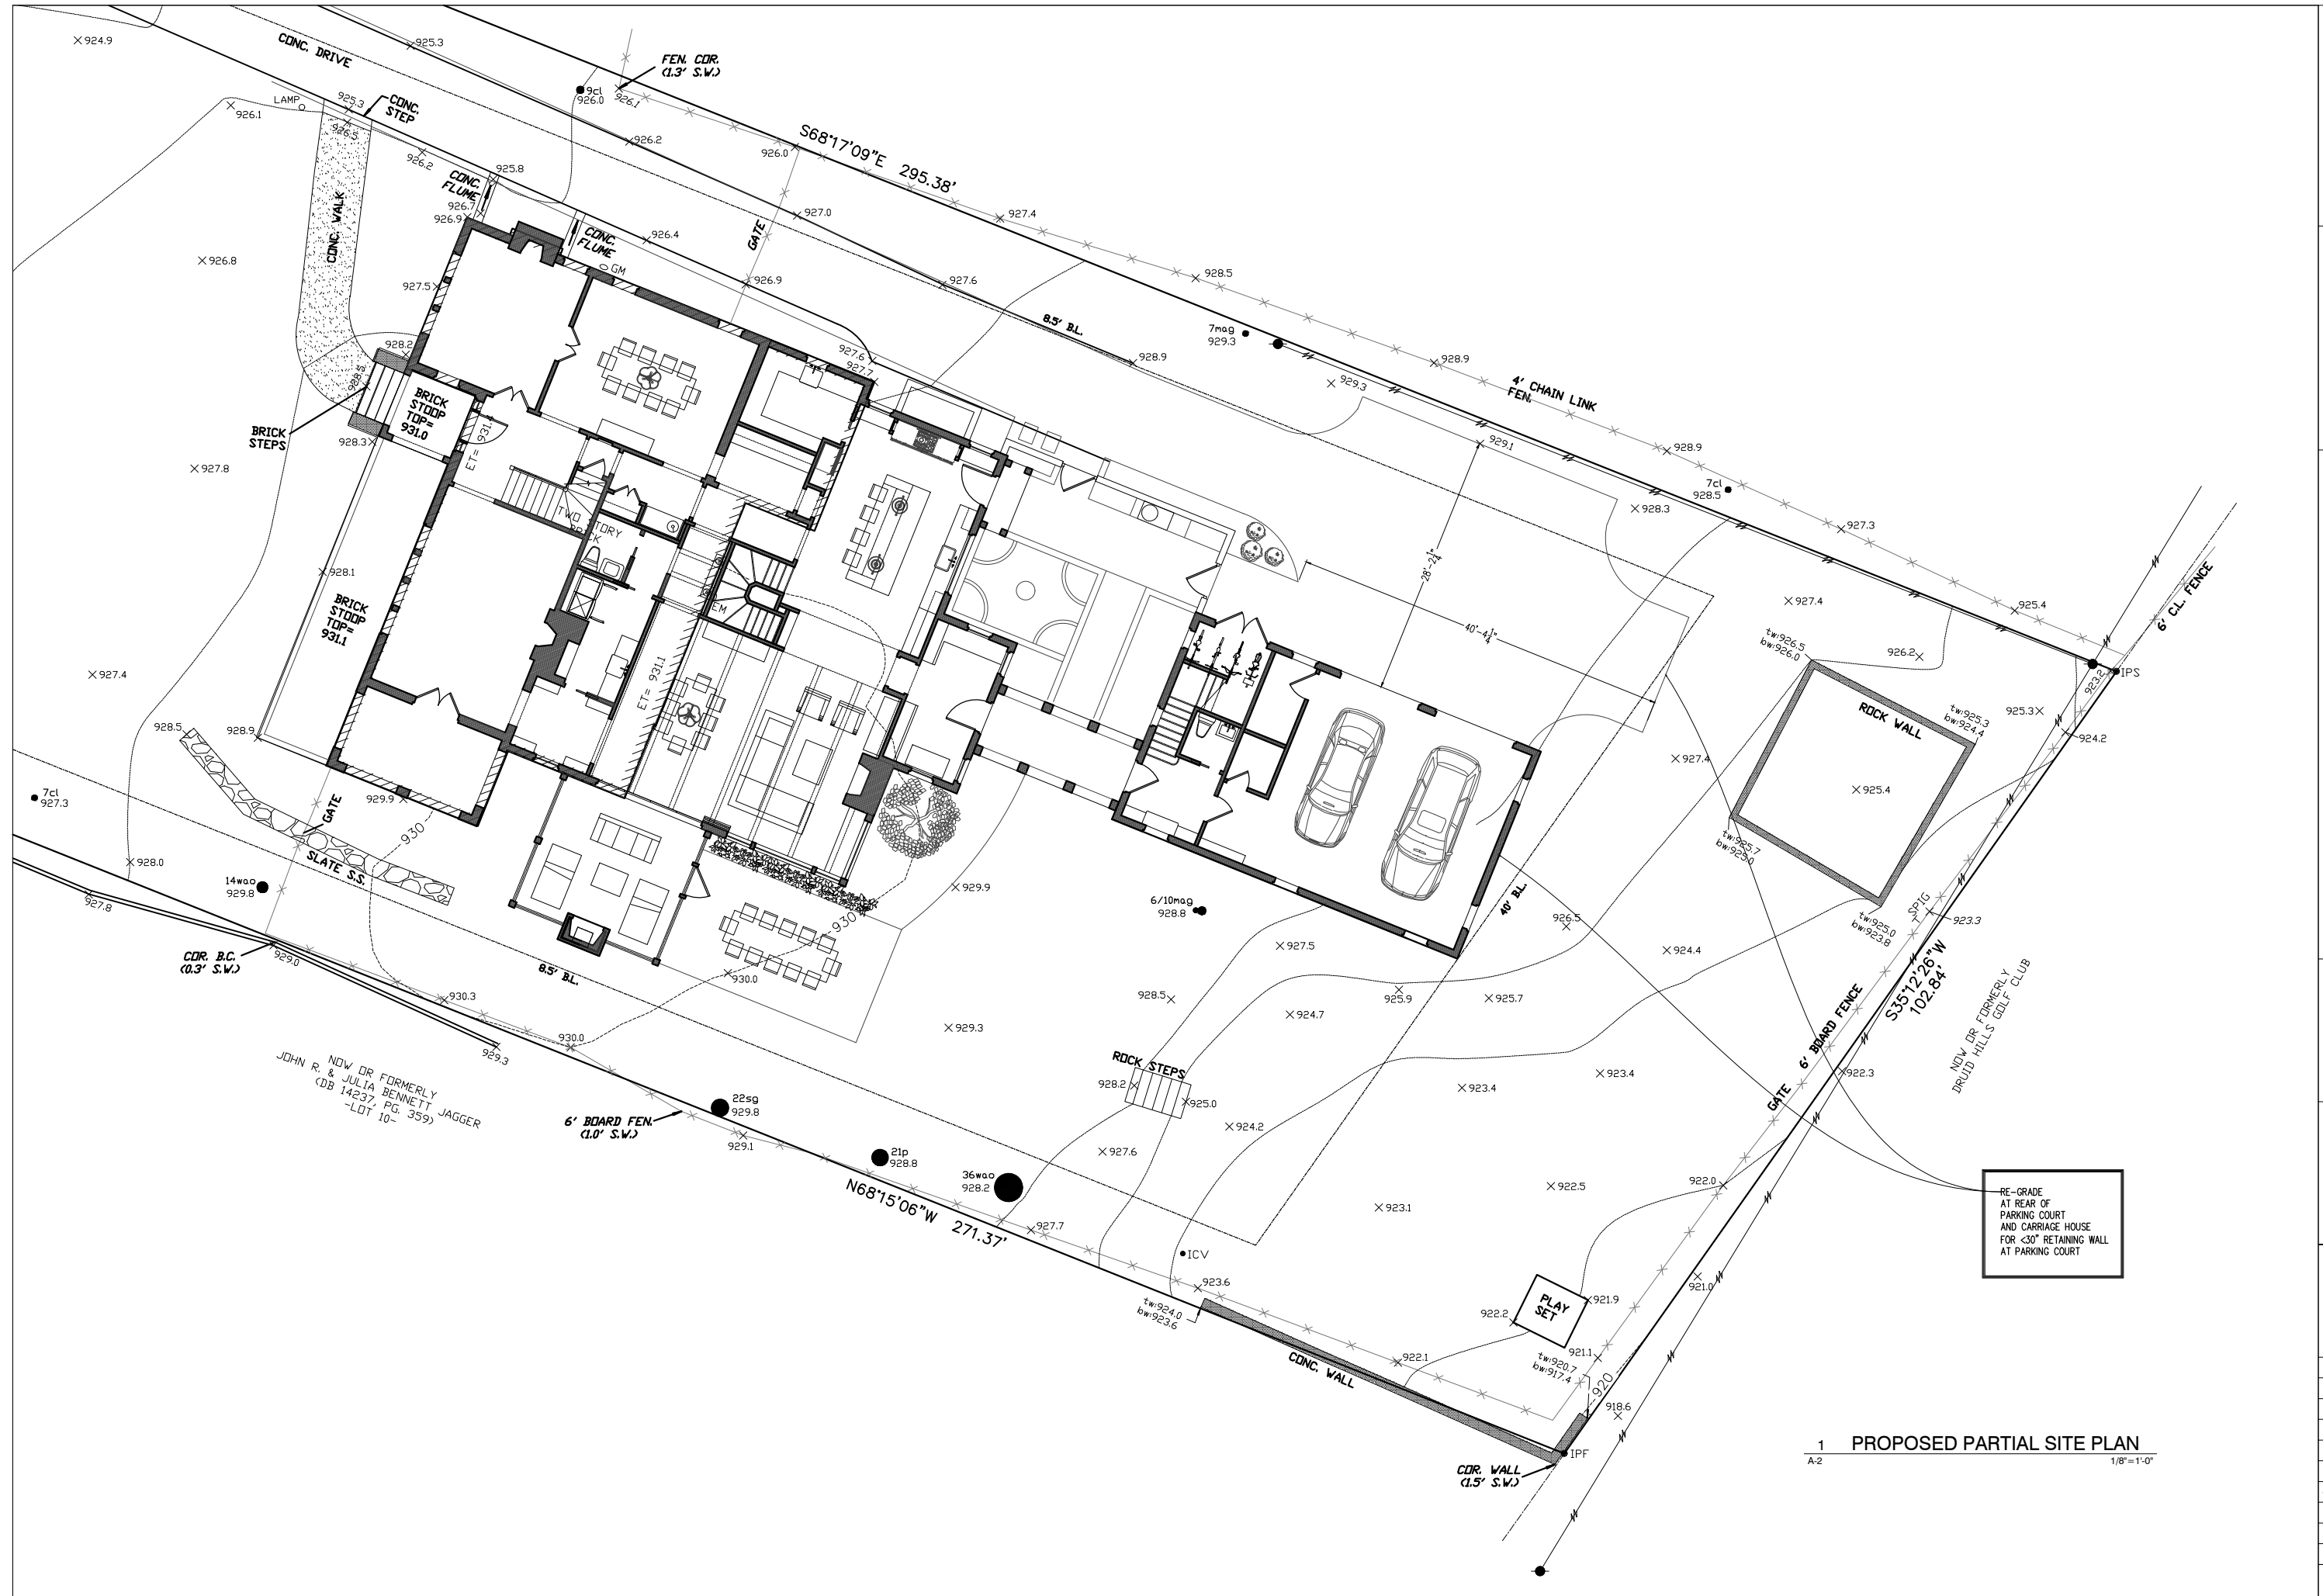 924.9
CONC. DRIVE
925.3
FEN. COR.
(1.3' S.W.)
9cl
926.0
926.1
LAMP
925.3
CONC.
STEP
926.1
926.5
926.2
926.2
926.0
S68°17'09"E 295.38'
925.8
CONC.
FLUME
926.7
926.9
CONC. WALK
927.0
927.4
GATE
CONC.
FLUME
926.4
926.8
GM
927.5
926.9
927.6
928.5
8.5' B.L.
7mag
929.3
928.2
927.6
927.7
928.9
928.9
929.3
4' CHAIN LINK
FEN.
928.5
BRICK
STOOP
TOP=
931.0
BRICK
STEPS
928.3
929.1
928.9
927.8
7cl
928.5
928.3
927.3
TWO STORY
28'-2¼"
928.1
BRICK
STOOP
TOP=
931.1
EM
6' C.L. FENCE
927.4
925.4
40'-4¼"
tw:926.5
bw:926.0
926.2
ET= 931.1
927.4
IPS
923.2
925.3
ROCK WALL
tw:925.3
bw:924.4
924.2
928.5
928.9
927.4
7cl
927.3
929.9
GATE
930
925.4
tw:925.7
bw:925.0
SLATE S.S.
928.0
14wao
929.8
927.8
929.9
930
6/10mag
928.8
40' B.L.
926.5
SPIG
923.3
tw:925.0
bw:923.8
COR. B.C.
(0.3' S.W.)
929.0
8.5' B.L.
930.0
927.5
924.4
S35°12'26"W
102.84'
930.3
928.5
925.9
925.7
924.7
929.3
NOW OR FORMERLY
DRUID HILLS GOLF CLUB
GATE 6' BOARD FENCE
930.0
929.3
NOW OR FORMERLY
JOHN R. & JULIA BENNETT JAGGER
(DB 14237, PG. 359)
-LOT 10-
ROCK STEPS
928.2
925.0
923.4
923.4
922.3
22sg
929.8
6' BOARD FEN.
(1.0' S.W.)
929.1
924.2
927.6
21p
928.8
36wao
928.2
922.0
922.5
923.1
N68°15'06"W 271.37'
927.7
RE-GRADE
AT REAR OF
PARKING COURT
AND CARRIAGE HOUSE
FOR <30" RETAINING WALL
AT PARKING COURT
ICV
923.6
tw:924.0
bw:923.6
921.0
PLAY
SET
921.9
922.2
921.1
tw:920.7
bw:917.4
922.1
CONC. WALL
920
918.6
IPF
COR. WALL
(1.5' S.W.)
1 PROPOSED PARTIAL SITE PLAN
A-2 1/8"=1'-0"